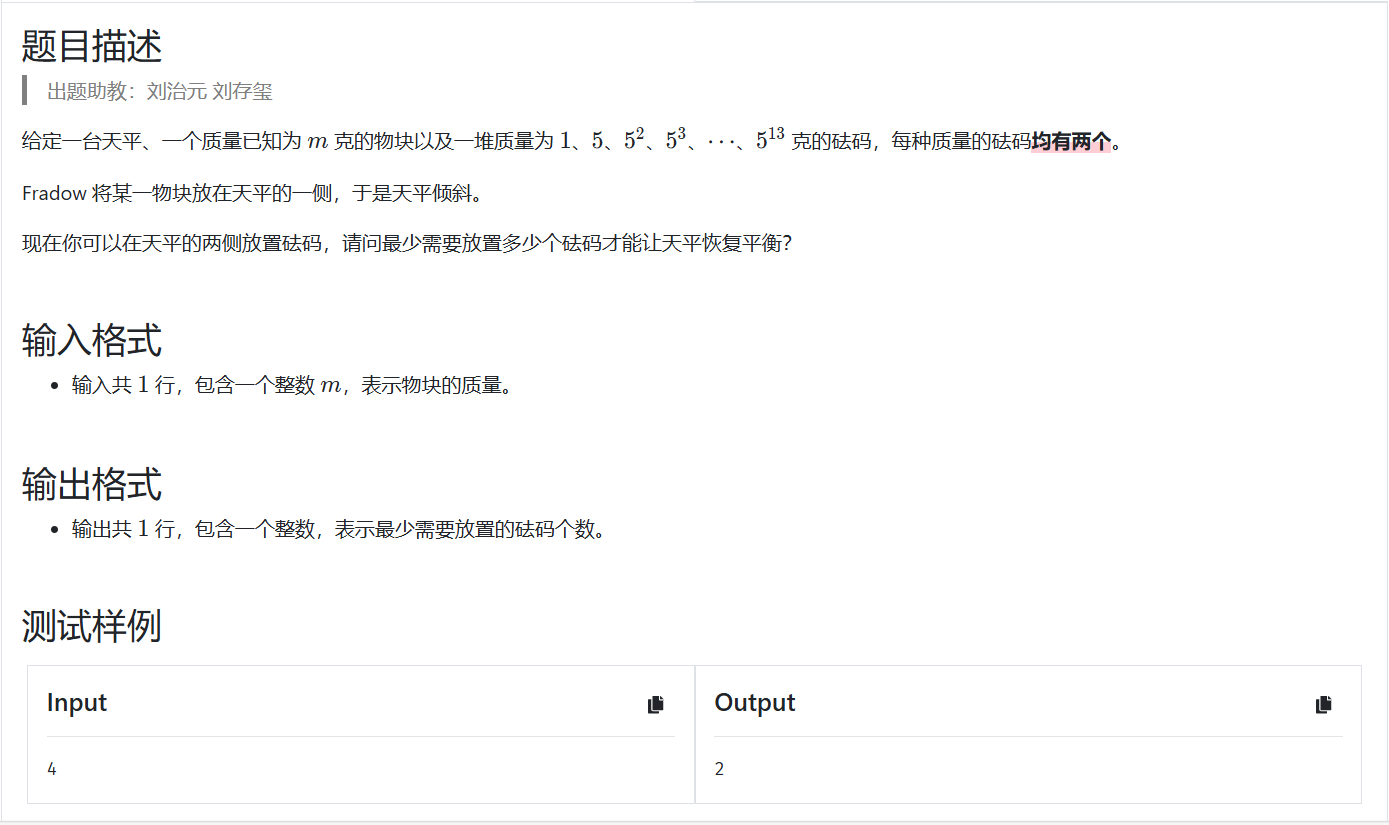 题目描述
出题助教：刘治元 刘存玺
给定一台天平、一个质量已知为 m 克的物块以及一堆质量为 1、5、5²、5³、⋯、5¹³ 克的砝码，每种质量的砝码均有两个。
Fradow 将某一物块放在天平的一侧，于是天平倾斜。
现在你可以在天平的两侧放置砝码，请问最少需要放置多少个砝码才能让天平恢复平衡？
输入格式
• 输入共 1 行，包含一个整数 m，表示物块的质量。
输出格式
• 输出共 1 行，包含一个整数，表示最少需要放置的砝码个数。
测试样例
Input
Output
4
2